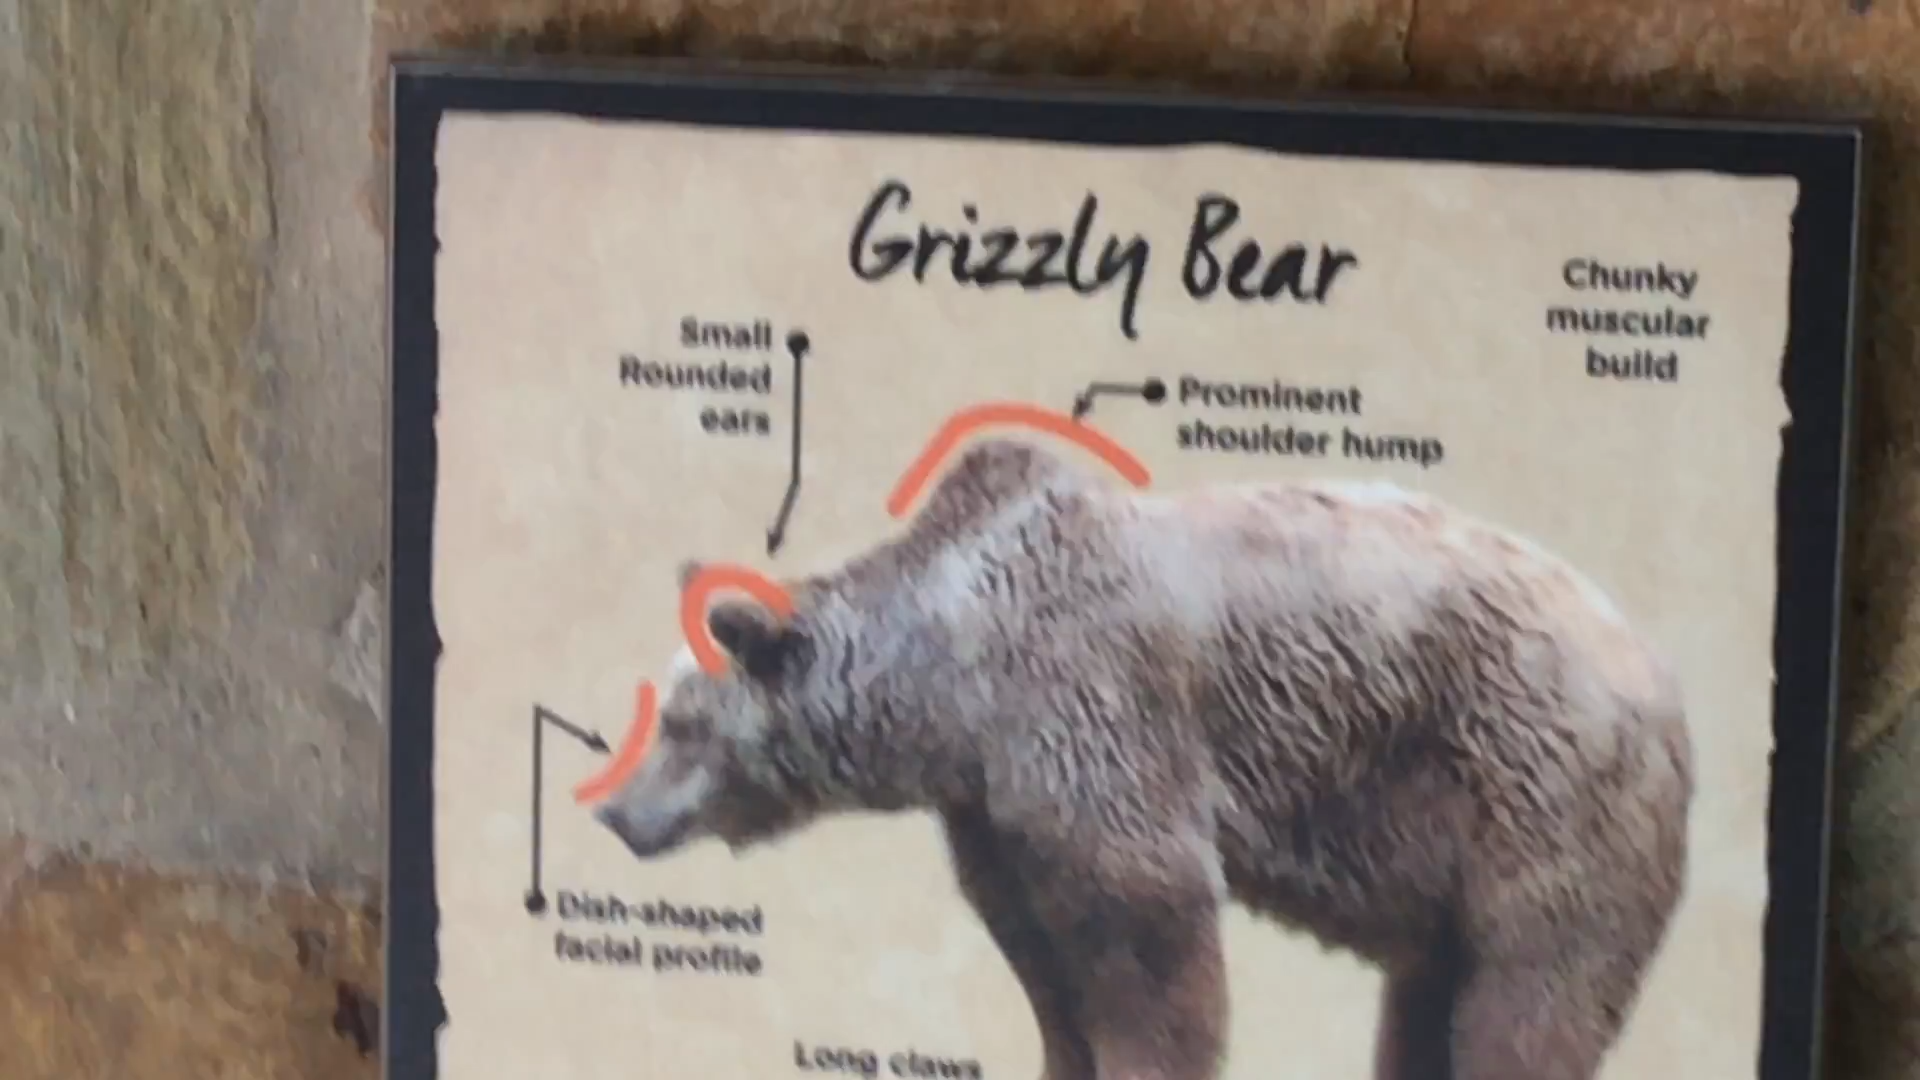 Grizzly Bear
Chunky
muscular
build
Small
Rounded
ears
Prominent
shoulder hump
Dish-shaped
facial profile
Long claws